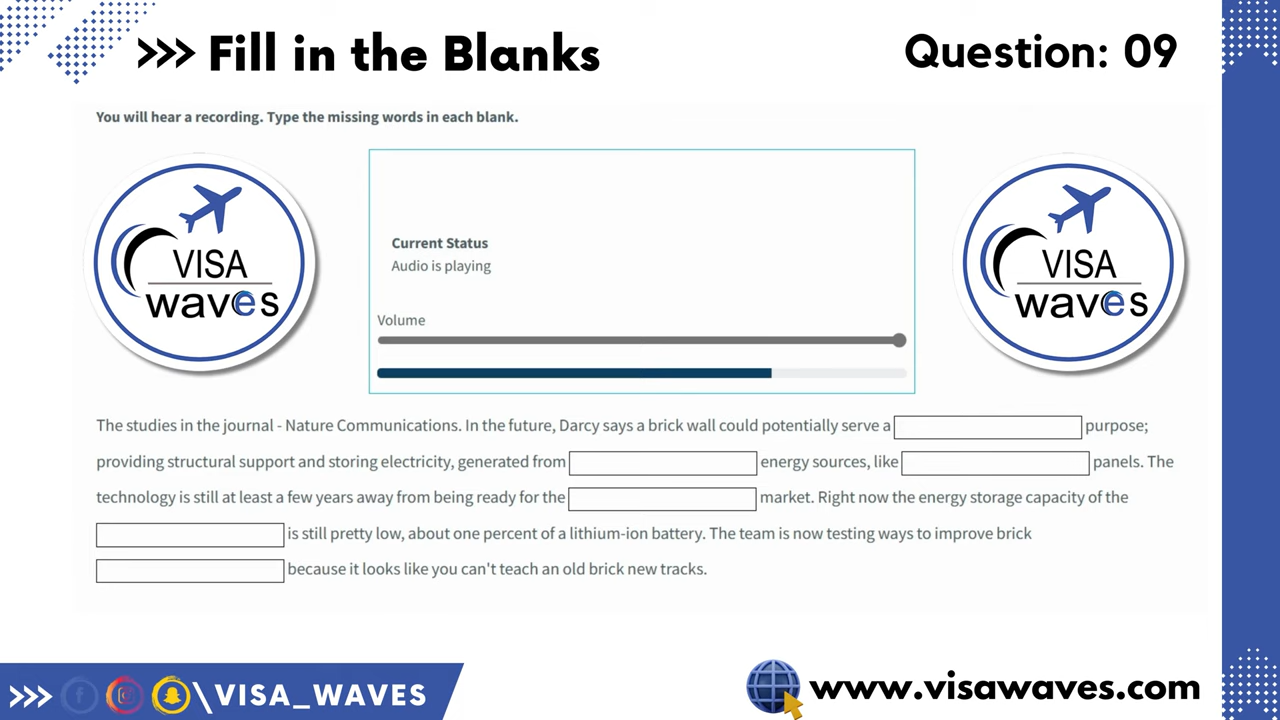 >>> Fill in the Blanks
Question: 09
You will hear a recording. Type the missing words in each blank.
VISA
waves
Current Status
Audio is playing
Volume
VISA
waves
The studies in the journal - Nature Communications. In the future, Darcy says a brick wall could potentially serve a purpose;
providing structural support and storing electricity, generated from energy sources, like panels. The
technology is still at least a few years away from being ready for the market. Right now the energy storage capacity of the
is still pretty low, about one percent of a lithium-ion battery. The team is now testing ways to improve brick
because it looks like you can't teach an old brick new tracks.
>>> \VISA_WAVES
www.visawaves.com